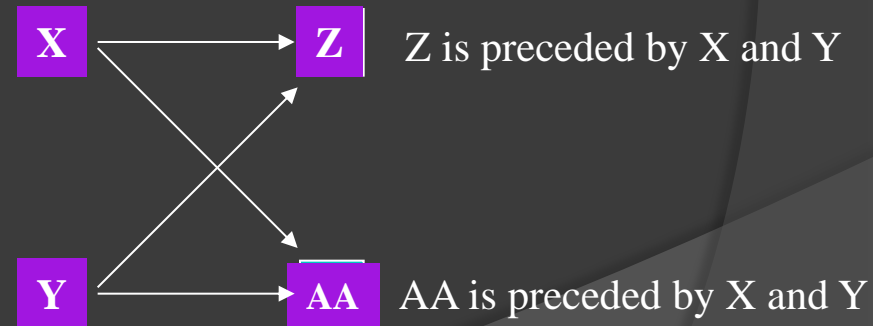 X Z Z is preceded by X and Y
Y AA AA is preceded by X and Y